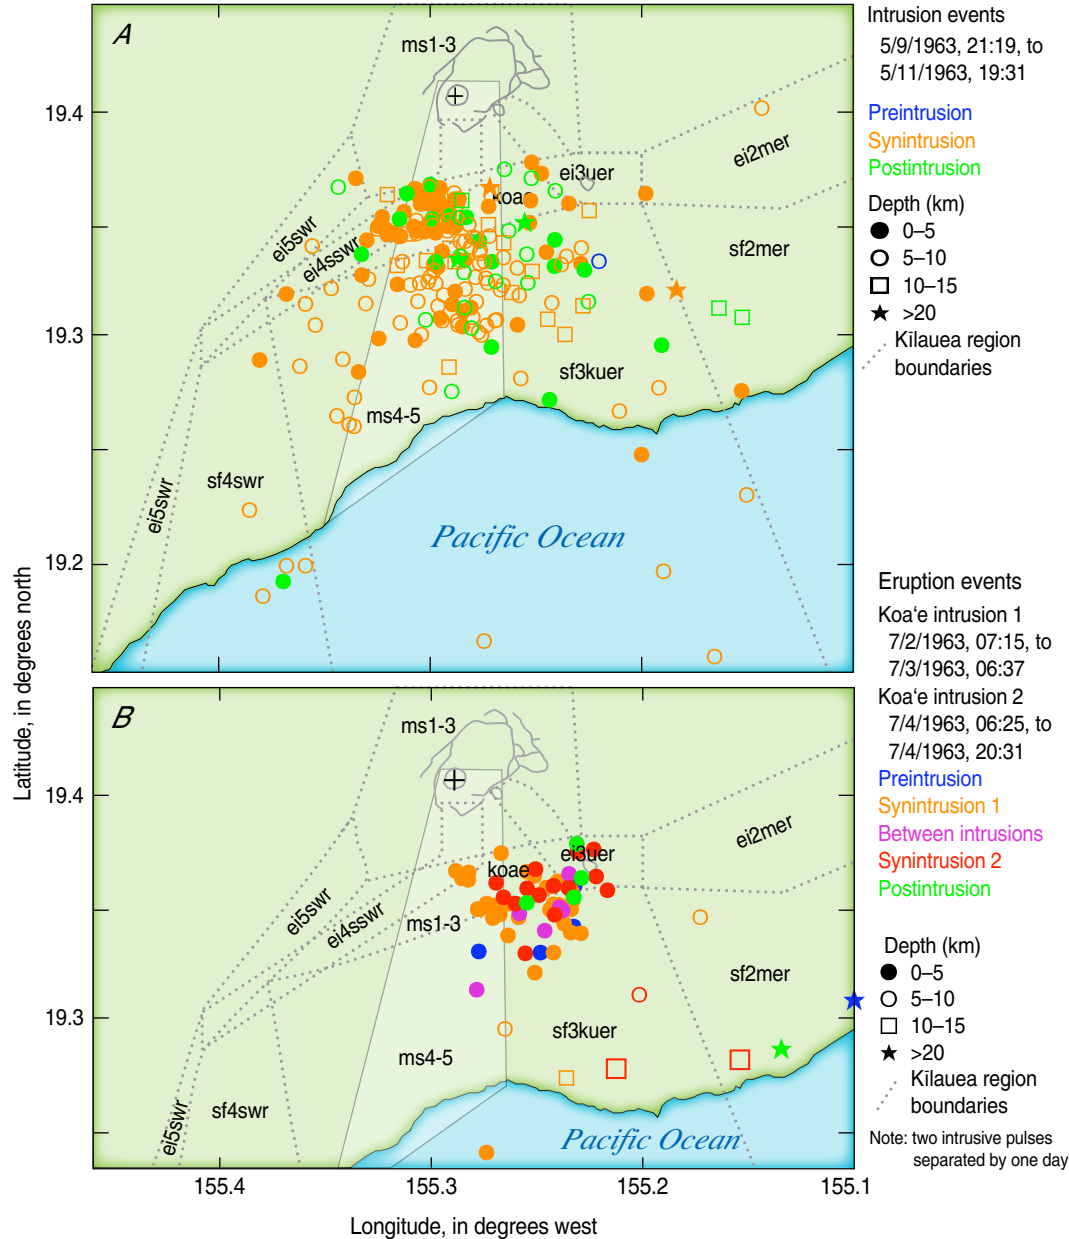 A
ms1-3
Intrusion events
5/9/1963, 21:19, to
5/11/1963, 19:31
Preintrusion
Synintrusion
Postintrusion
Depth (km)
0–5
5–10
10–15
>20
Kīlauea region
boundaries
19.4
19.3
19.2
ei2mer
ei3uer
koae
ei5swr
ei4sswr
sf2mer
sf3kuer
ms4-5
sf4swr
ei5swr
Pacific Ocean
Latitude, in degrees north
Eruption events
Koa‘e intrusion 1
7/2/1963, 07:15, to
7/3/1963, 06:37
Koa‘e intrusion 2
7/4/1963, 06:25, to
7/4/1963, 20:31
Preintrusion
Synintrusion 1
Between intrusions
Synintrusion 2
Postintrusion
Depth (km)
0–5
5–10
10–15
>20
Kīlauea region
boundaries
Note: two intrusive pulses
separated by one day
B
ms1-3
19.4
19.3
ei2mer
ei3uer
koae
ei5swr
ei4sswr
ms1-3
sf2mer
sf3kuer
ms4-5
sf4swr
ei5swr
Pacific Ocean
155.4
155.3
155.2
155.1
Longitude, in degrees west